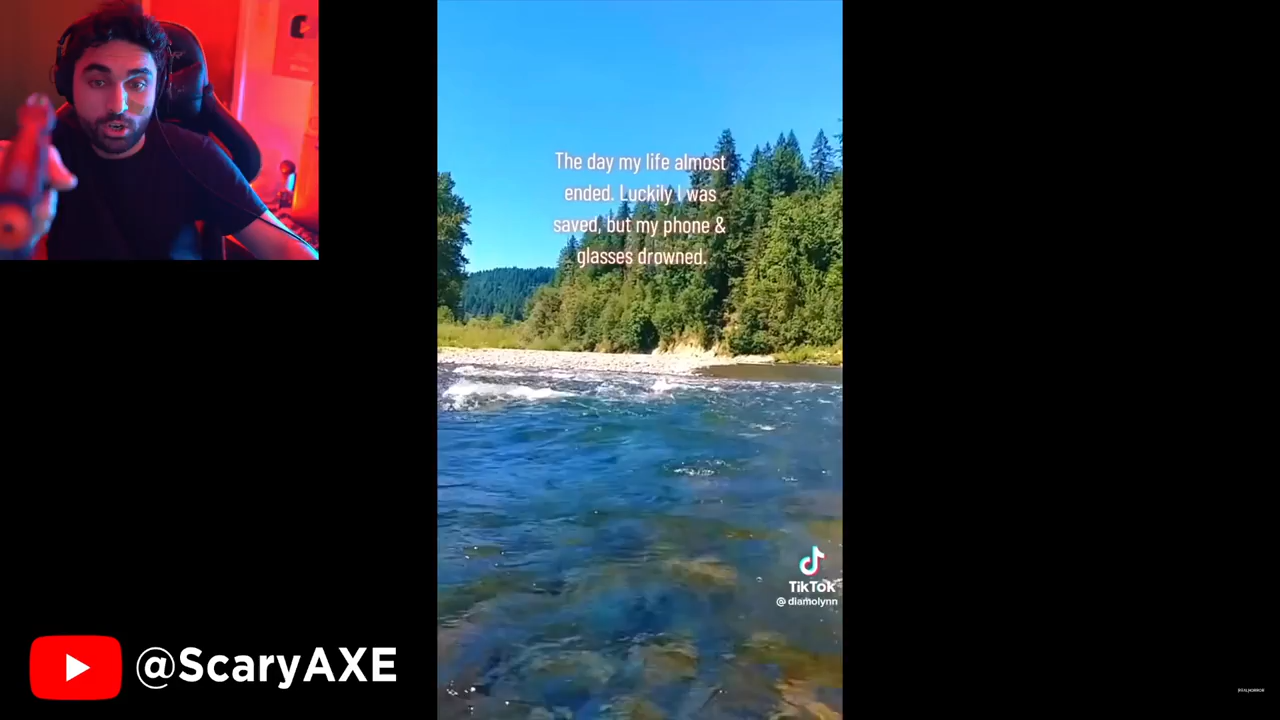 The day my life almost
ended. Luckily I was
saved, but my phone &
glasses drowned.
TikTok
@diamolynn
@ScaryAXE